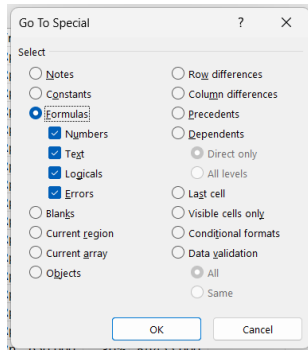 Go To Special ? ×
Select
Notes
Constants
Formulas
Numbers
Text
Logicals
Errors
Blanks
Current region
Current array
Objects
Row differences
Column differences
Precedents
Dependents
Direct only
All levels
Last cell
Visible cells only
Conditional formats
Data validation
All
Same
OK Cancel